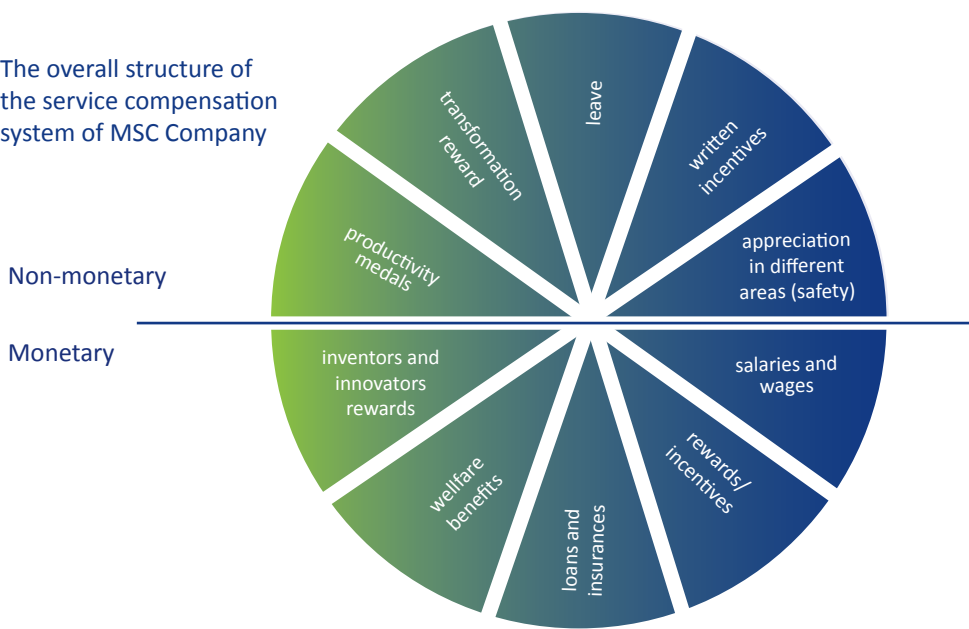 The overall structure of
the service compensation
system of MSC Company
Non-monetary
productivity
medals
transformation
reward
leave
written
incentives
appreciation
in different
areas (safety)
Monetary
inventors and
innovators
rewards
wellfare
benefits
loans and
insurances
rewards/
incentives
salaries and
wages